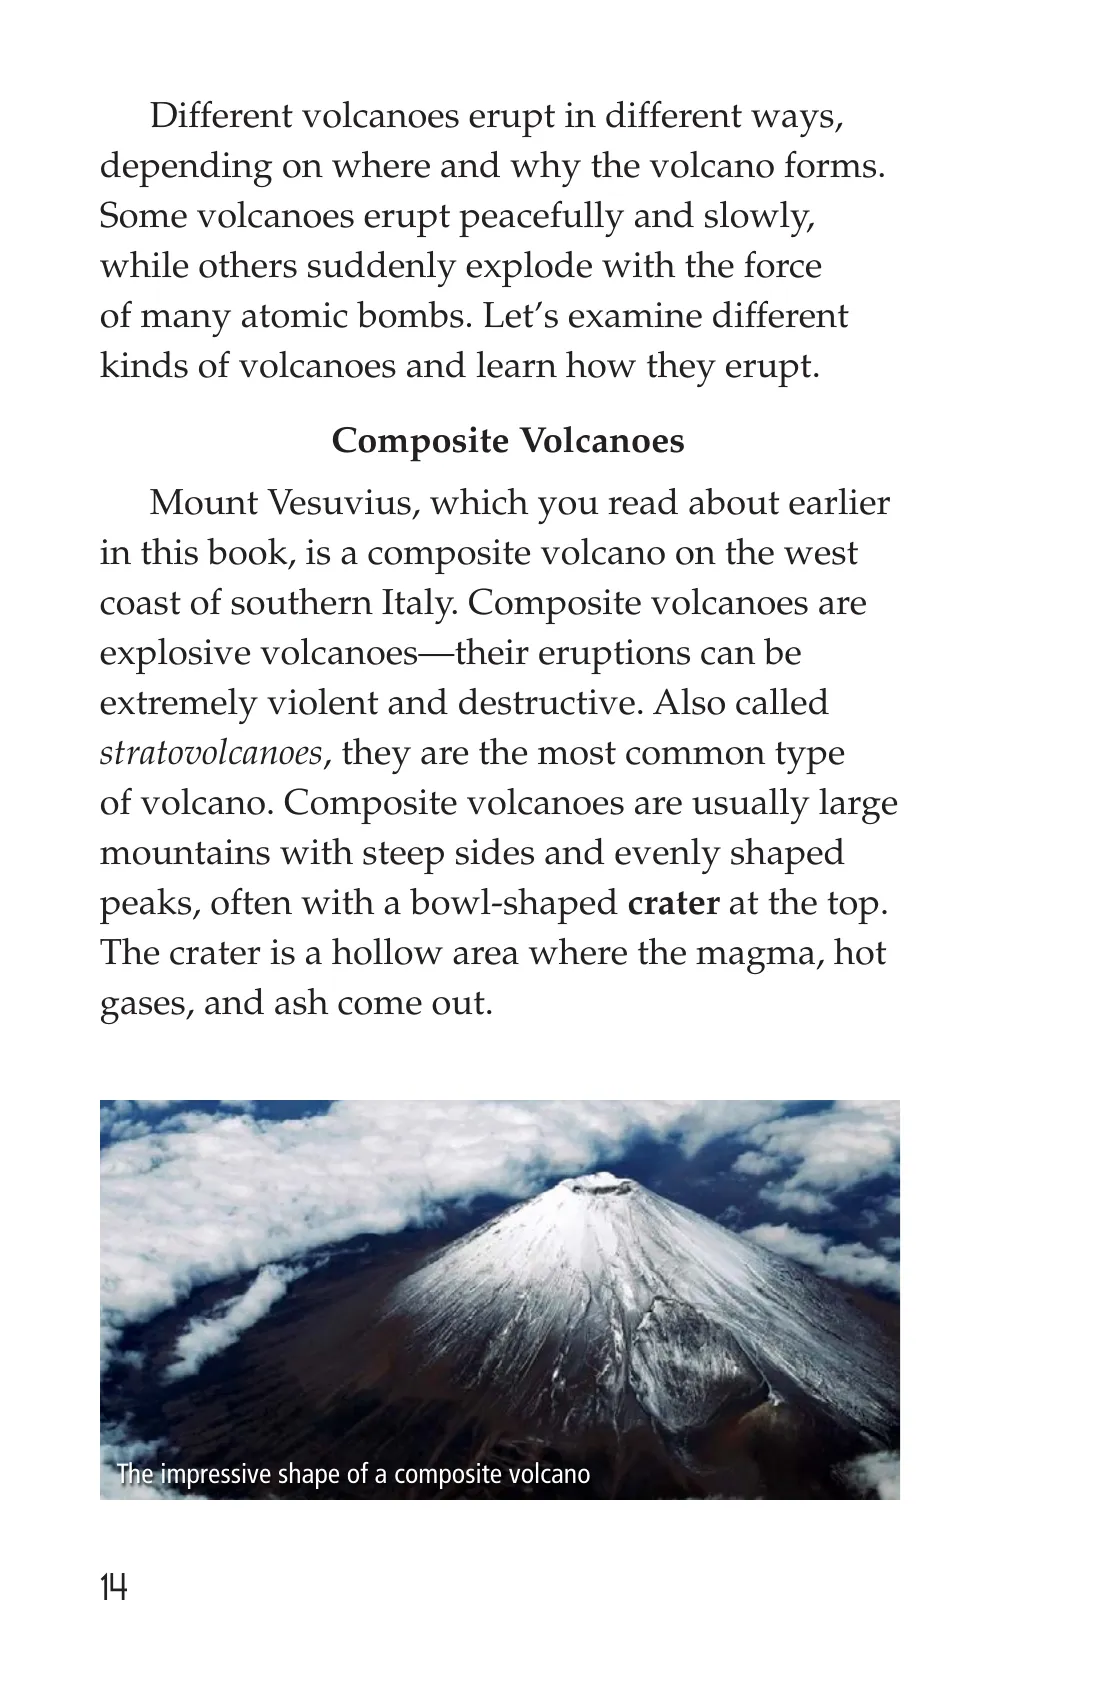 Different volcanoes erupt in different ways,
depending on where and why the volcano forms.
Some volcanoes erupt peacefully and slowly,
while others suddenly explode with the force
of many atomic bombs. Let’s examine different
kinds of volcanoes and learn how they erupt.
Composite Volcanoes
Mount Vesuvius, which you read about earlier
in this book, is a composite volcano on the west
coast of southern Italy. Composite volcanoes are
explosive volcanoes—their eruptions can be
extremely violent and destructive. Also called
stratovolcanoes, they are the most common type
of volcano. Composite volcanoes are usually large
mountains with steep sides and evenly shaped
peaks, often with a bowl-shaped crater at the top.
The crater is a hollow area where the magma, hot
gases, and ash come out.
The impressive shape of a composite volcano
14